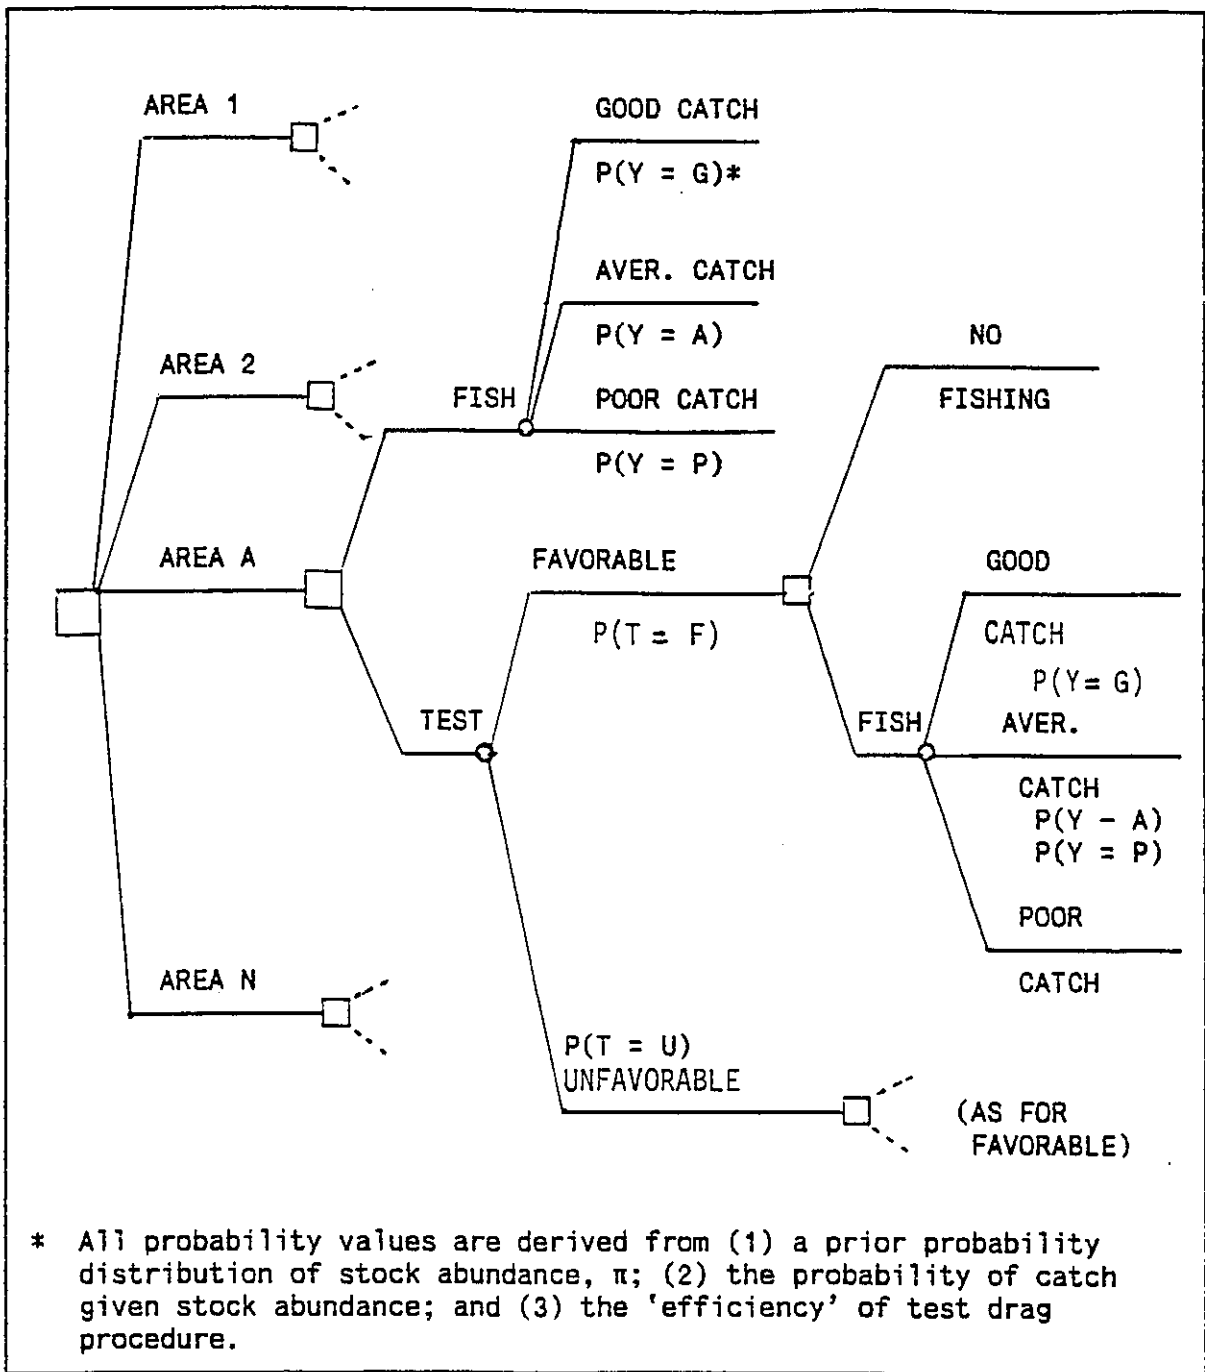 AREA 1
GOOD CATCH
P(Y = G)*
AVER. CATCH
P(Y = A)
AREA 2
FISH
POOR CATCH
P(Y = P)
NO
FISHING
AREA A
FAVORABLE
P(T = F)
GOOD
CATCH
P(Y= G)
TEST
FISH
AVER.
CATCH
P(Y - A)
P(Y = P)
POOR
CATCH
AREA N
P(T = U)
UNFAVORABLE
(AS FOR
FAVORABLE)
* All probability values are derived from (1) a prior probability
distribution of stock abundance, π; (2) the probability of catch
given stock abundance; and (3) the 'efficiency' of test drag
procedure.